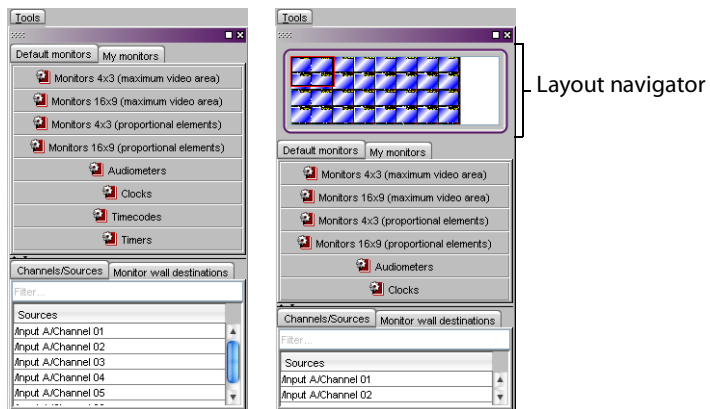 Tools
Default monitors My monitors
Monitors 4x3 (maximum video area)
Monitors 16x9 (maximum video area)
Monitors 4x3 (proportional elements)
Monitors 16x9 (proportional elements)
Audiometers
Clocks
Timecodes
Timers
Channels/Sources Monitor wall destinations
Filter...
Sources
/Input A/Channel 01
/Input A/Channel 02
/Input A/Channel 03
/Input A/Channel 04
/Input A/Channel 05
Tools
Layout navigator
Default monitors My monitors
Monitors 4x3 (maximum video area)
Monitors 16x9 (maximum video area)
Monitors 4x3 (proportional elements)
Monitors 16x9 (proportional elements)
Audiometers
Clocks
Channels/Sources Monitor wall destinations
Filter...
Sources
/Input A/Channel 01
/Input A/Channel 02